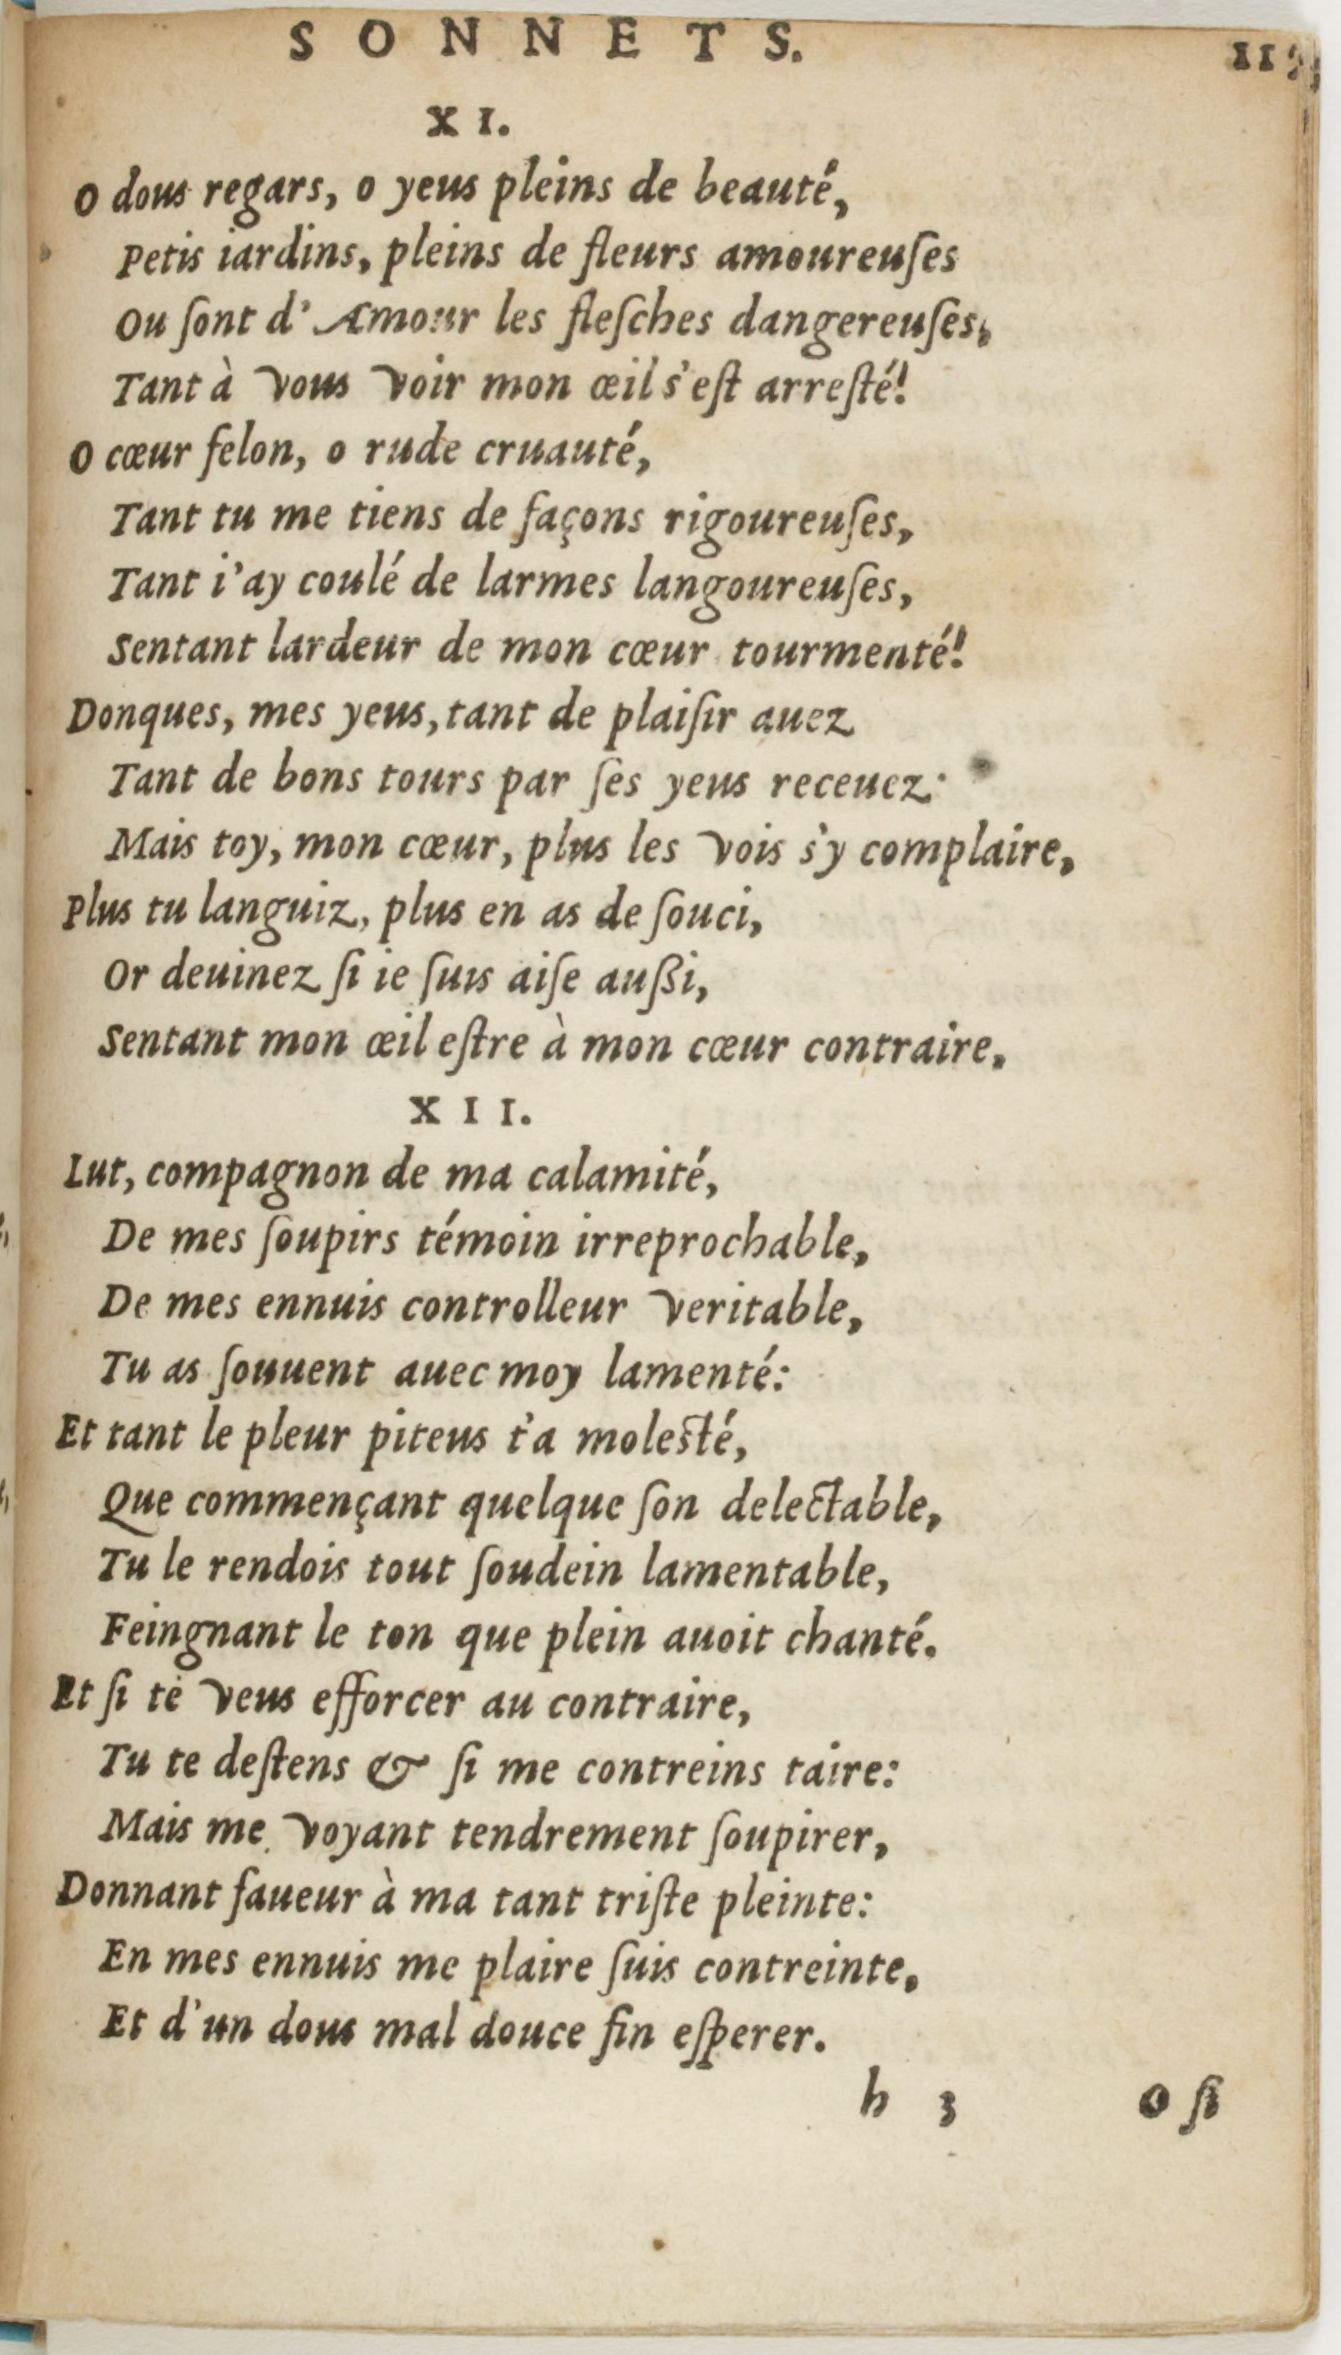 SONNETS.
XI.
O dous regars, o yeus pleins de beauté,
Petis iardins, pleins de fleurs amoureuſes
Ou ſont d'Amour les fleſches dangereuſes,
Tant à vous voir mon œil s'eſt arreſté!
O cœur felon, o rude cruauté,
Tant tu me tiens de façons rigoureuſes,
Tant i'ay coulé de larmes langoureuſes,
Sentant lardeur de mon cœur tourmenté!
Donques, mes yeus, tant de plaiſir auez
Tant de bons tours par ſes yeus receuez:
Mais toy, mon cœur, plus les vois s'y complaire,
Plus tu languiz, plus en as de ſouci,
Or deuinez ſi ie ſuis aiſe außi,
Sentant mon œil eſtre à mon cœur contraire.
XII.
Lut, compagnon de ma calamité,
De mes ſoupirs témoin irreprochable,
De mes ennuis controlleur veritable,
Tu as ſouuent auec moy lamenté:
Et tant le pleur piteus t'a moleſté,
Que commençant quelque ſon delectable,
Tu le rendois tout ſoudein lamentable,
Feingnant le ton que plein auoit chanté.
Et ſi te veus efforcer au contraire,
Tu te deſtens & ſi me contreins taire:
Mais me voyant tendrement ſoupirer,
Donnant faueur à ma tant triſte pleinte:
En mes ennuis me plaire ſuis contreinte,
Et d'un dous mal douce fin eſperer.
h 3
O ſi